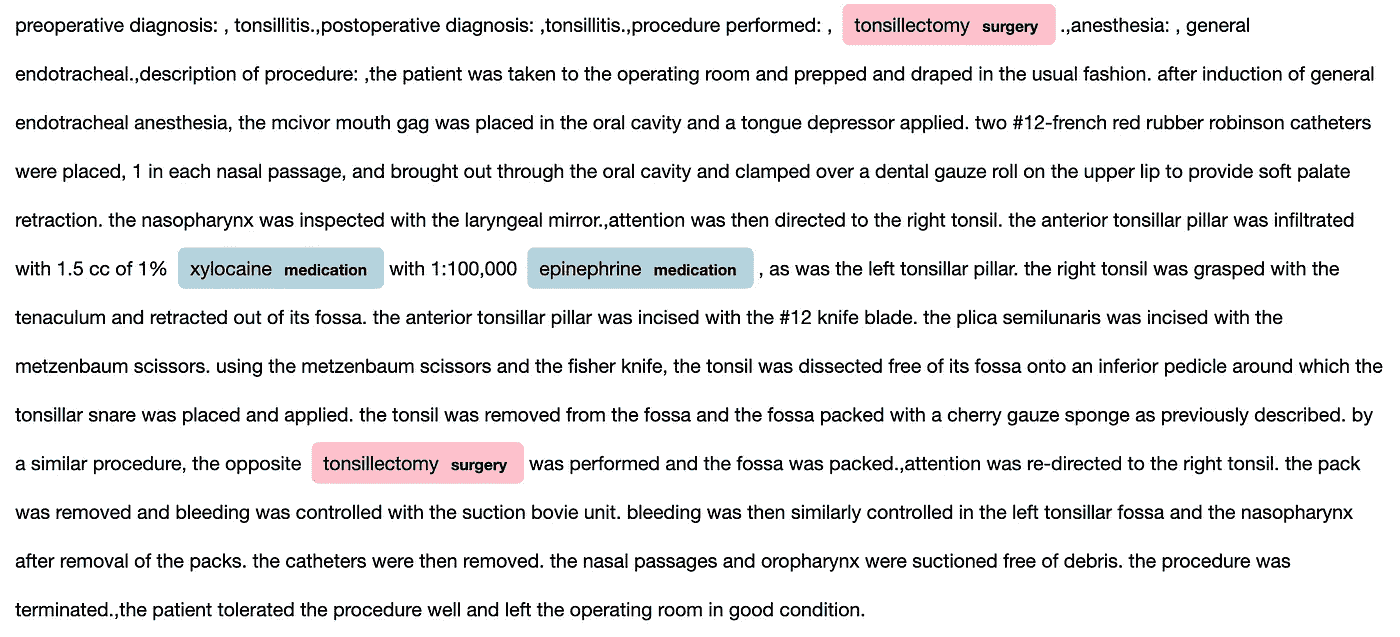 preoperative diagnosis: , tonsillitis.,postoperative diagnosis: ,tonsillitis.,procedure performed: , tonsillectomy surgery .,anesthesia: , general
endotracheal.,description of procedure: ,the patient was taken to the operating room and prepped and draped in the usual fashion. after induction of general
endotracheal anesthesia, the mcivor mouth gag was placed in the oral cavity and a tongue depressor applied. two #12-french red rubber robinson catheters
were placed, 1 in each nasal passage, and brought out through the oral cavity and clamped over a dental gauze roll on the upper lip to provide soft palate
retraction. the nasopharynx was inspected with the laryngeal mirror.,attention was then directed to the right tonsil. the anterior tonsillar pillar was infiltrated
with 1.5 cc of 1% xylocaine medication with 1:100,000 epinephrine medication , as was the left tonsillar pillar. the right tonsil was grasped with the
tenaculum and retracted out of its fossa. the anterior tonsillar pillar was incised with the #12 knife blade. the plica semilunaris was incised with the
metzenbaum scissors. using the metzenbaum scissors and the fisher knife, the tonsil was dissected free of its fossa onto an inferior pedicle around which the
tonsillar snare was placed and applied. the tonsil was removed from the fossa and the fossa packed with a cherry gauze sponge as previously described. by
a similar procedure, the opposite tonsillectomy surgery was performed and the fossa was packed.,attention was re-directed to the right tonsil. the pack
was removed and bleeding was controlled with the suction bovie unit. bleeding was then similarly controlled in the left tonsillar fossa and the nasopharynx
after removal of the packs. the catheters were then removed. the nasal passages and oropharynx were suctioned free of debris. the procedure was
terminated.,the patient tolerated the procedure well and left the operating room in good condition.